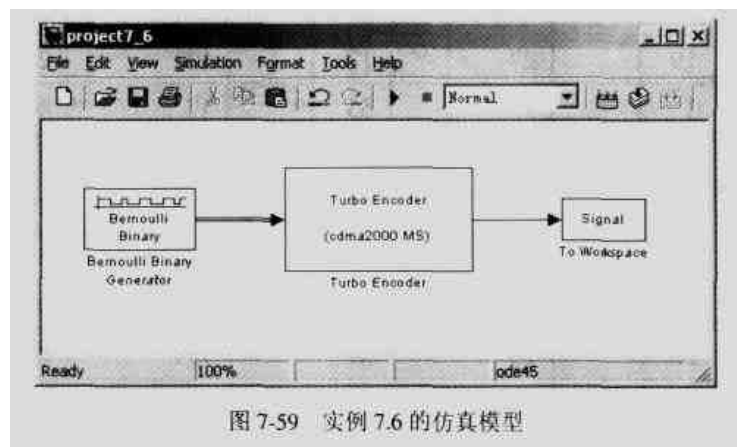 project7_6
File Edit View Simulation Format Tools Help
Normal
Bernoulli
Binary
Bernoulli Binary
Generator
Turbo Encoder
(cdma2000 MS)
Turbo Encoder
Signal
To Workspace
Ready 100% ode45
图 7-59 实例 7.6 的仿真模型